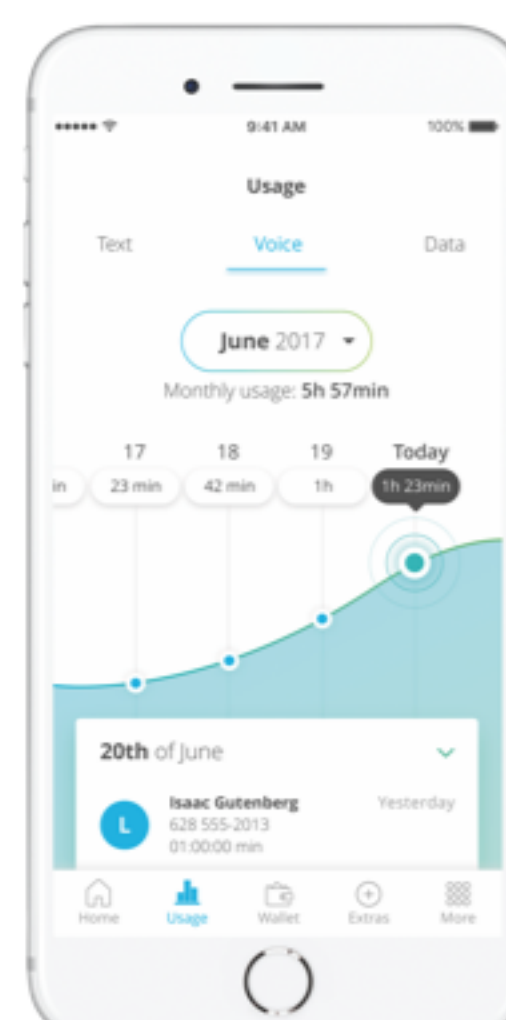 9:41 AM 100%
Usage
Text Voice Data
June 2017
Monthly usage: 5h 57min
17 18 19 Today
in 23 min 42 min 1h 1h 23min
20th of June
Isaac Gutenberg Yesterday
L
628 555-2013
01:00:00 min
Home Usage Wallet Extras More